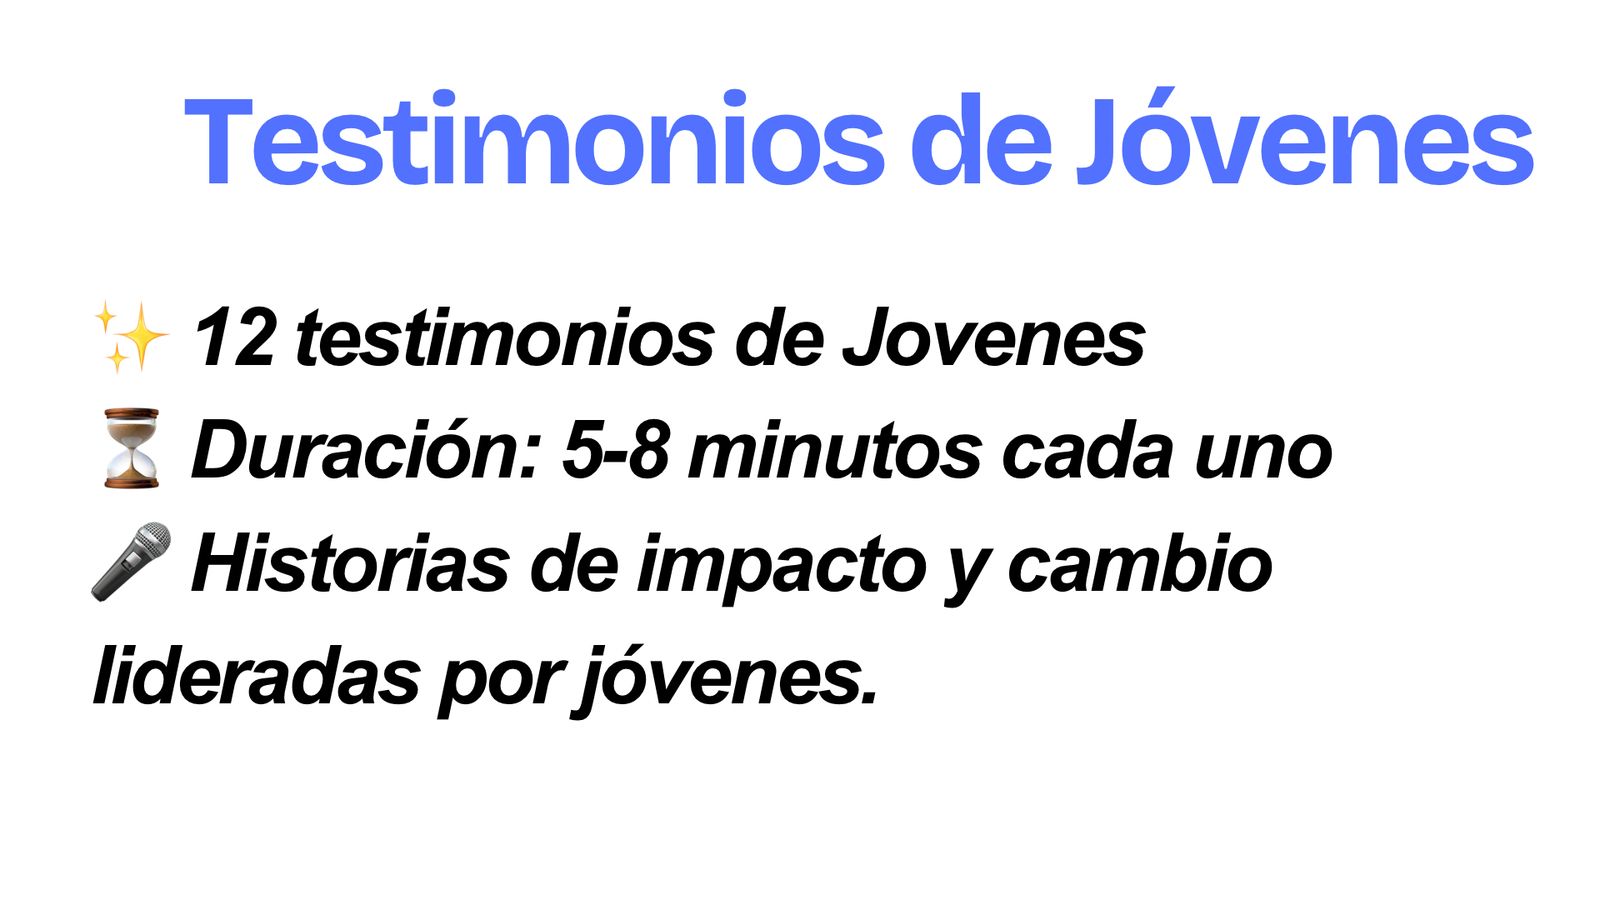 Testimonios de Jóvenes
✨ 12 testimonios de Jovenes
⏳ Duración: 5-8 minutos cada uno
🎤 Historias de impacto y cambio
lideradas por jóvenes.